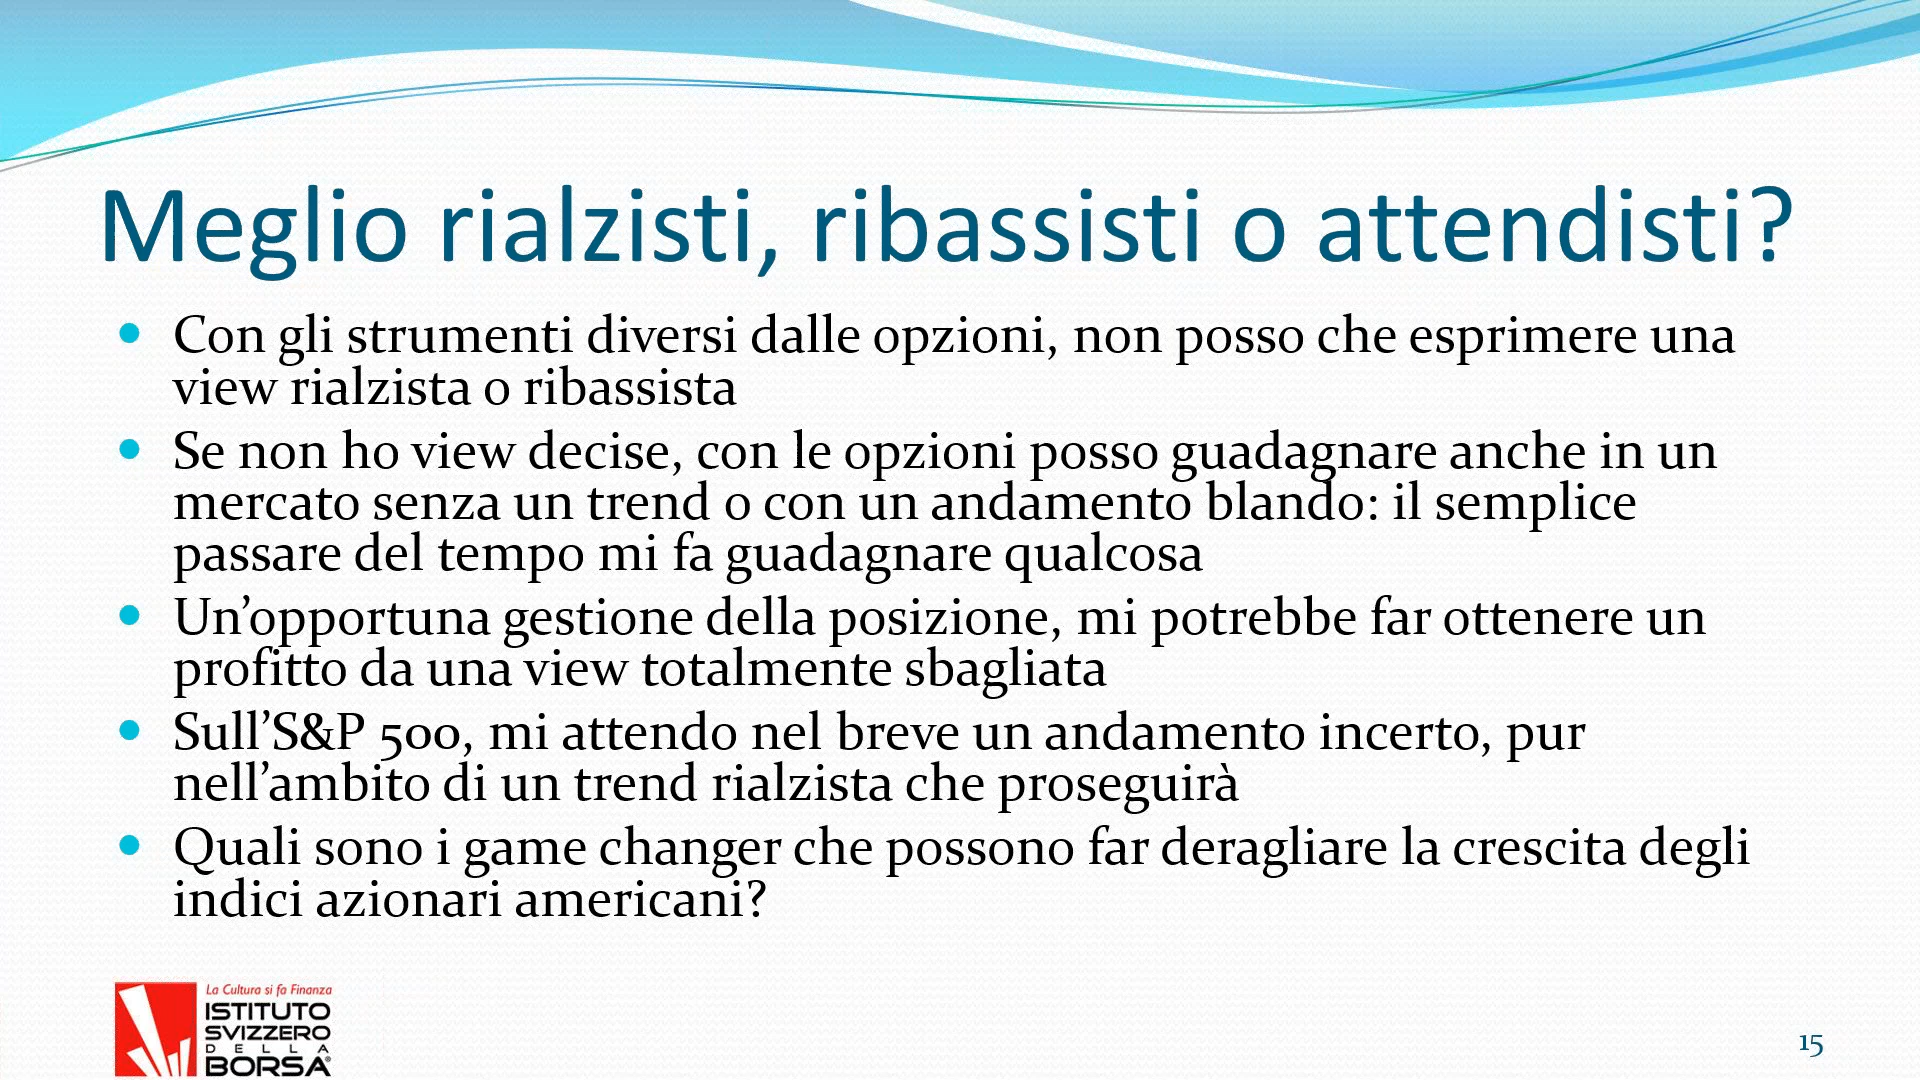 Meglio rialzisti, ribassisti o attendisti?
• Con gli strumenti diversi dalle opzioni, non posso che esprimere una
view rialzista o ribassista
• Se non ho view decise, con le opzioni posso guadagnare anche in un
mercato senza un trend o con un andamento blando: il semplice
passare del tempo mi fa guadagnare qualcosa
• Un’opportuna gestione della posizione, mi potrebbe far ottenere un
profitto da una view totalmente sbagliata
• Sull’S&P 500, mi attendo nel breve un andamento incerto, pur
nell’ambito di un trend rialzista che proseguirà
• Quali sono i game changer che possono far deragliare la crescita degli
indici azionari americani?
La Cultura si fa Finanza
ISTITUTO
SVIZZERO
DELLA
BORSA®
15